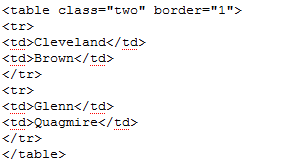 <table class="two" border="1">
<tr>
<td>Cleveland</td>
<td>Brown</td>
</tr>
<tr>
<td>Glenn</td>
<td>Quagmire</td>
</tr>
</table>